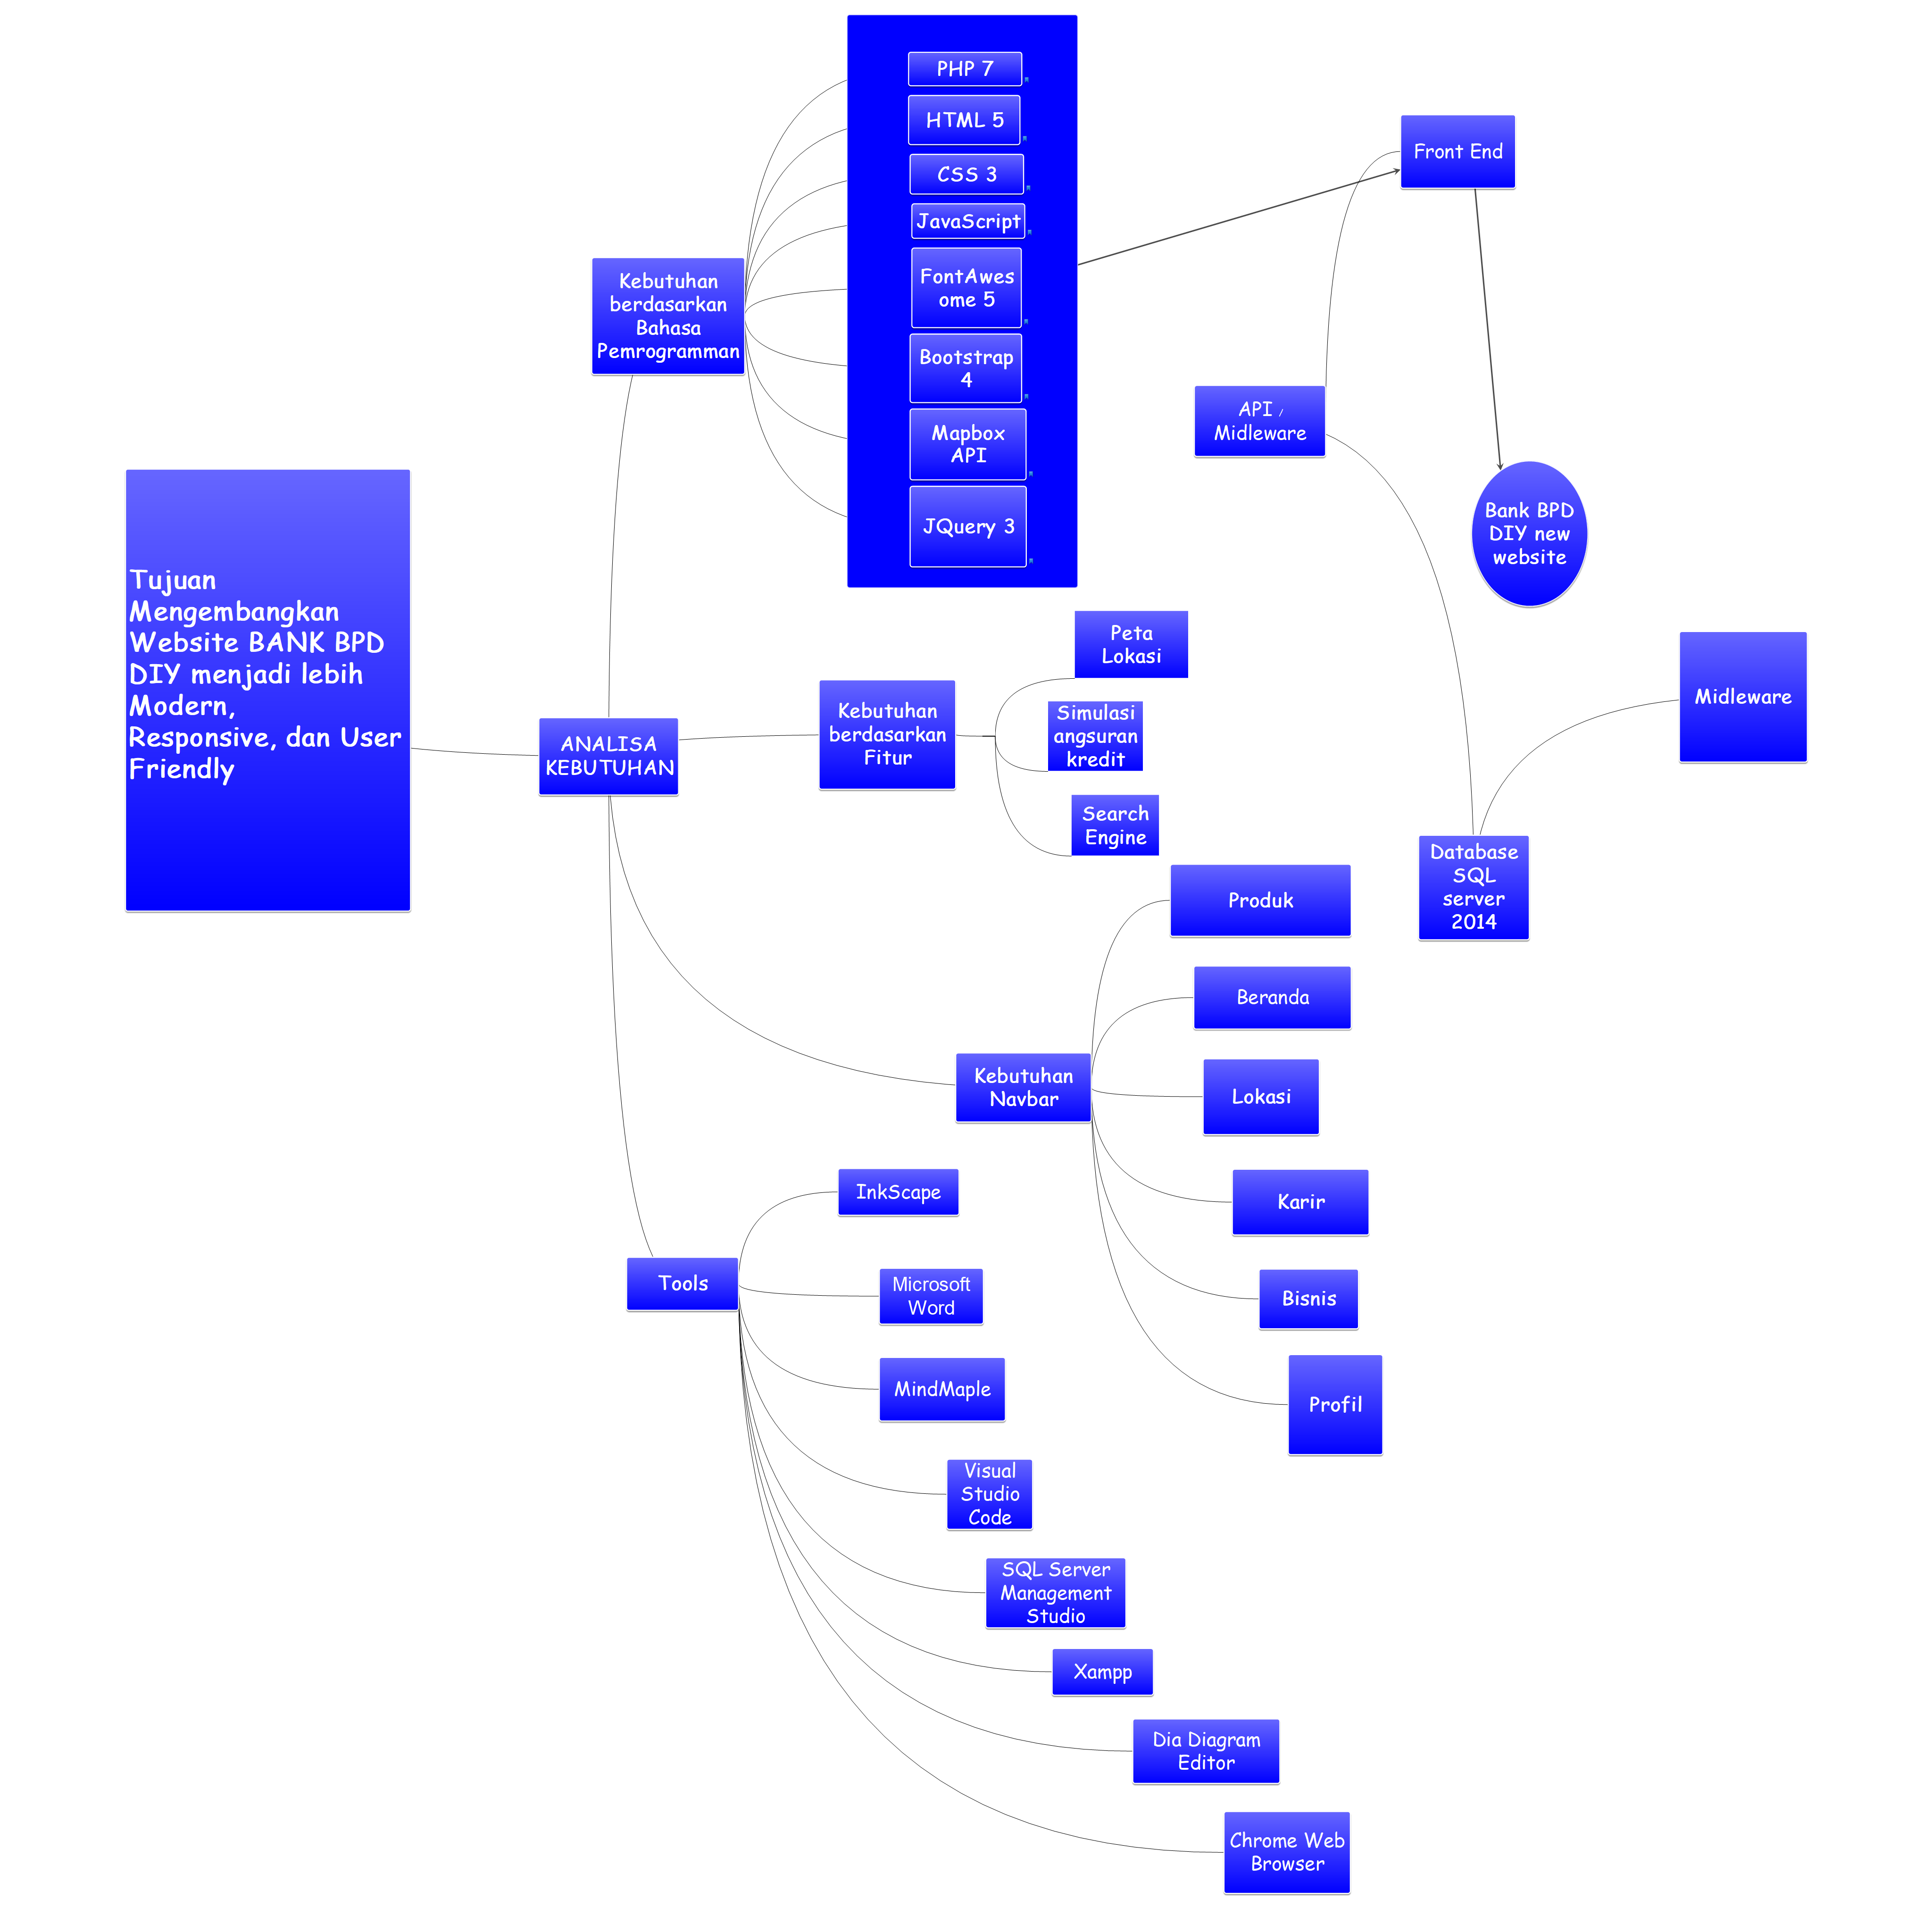 Tujuan
Mengembangkan
Website BANK BPD
DIY menjadi lebih
Modern,
Responsive, dan User
Friendly
ANALISA
KEBUTUHAN
Kebutuhan
berdasarkan
Bahasa
Pemrogramman
PHP 7
HTML 5
CSS 3
JavaScript
FontAwes
ome 5
Bootstrap
4
Mapbox
API
JQuery 3
Front End
API /
Midleware
Bank BPD
DIY new
website
Midleware
Database
SQL
server
2014
Kebutuhan
berdasarkan
Fitur
Peta
Lokasi
Simulasi
angsuran
kredit
Search
Engine
Kebutuhan
Navbar
Produk
Beranda
Lokasi
Karir
Bisnis
Profil
Tools
InkScape
Microsoft
Word
MindMaple
Visual
Studio
Code
SQL Server
Management
Studio
Xampp
Dia Diagram
Editor
Chrome Web
Browser